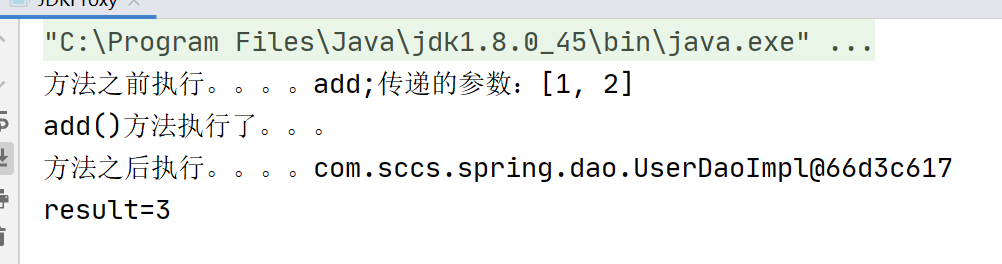 JDKProxy
"C:\Program Files\Java\jdk1.8.0_45\bin\java.exe" ...
方法之前执行。。。。add;传递的参数：[1, 2]
add()方法执行了。。。
方法之后执行。。。。com.sccs.spring.dao.UserDaoImpl@66d3c617
result=3